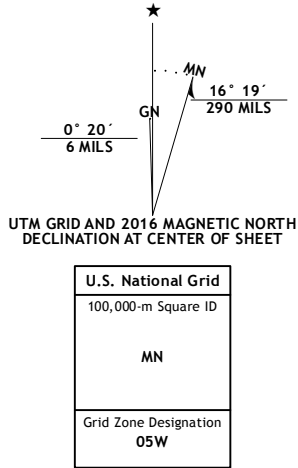 MN
GN
16° 19´
290 MILS
0° 20´
6 MILS
UTM GRID AND 2016 MAGNETIC NORTH
DECLINATION AT CENTER OF SHEET
U.S. National Grid
100,000-m Square ID
MN
Grid Zone Designation
05W